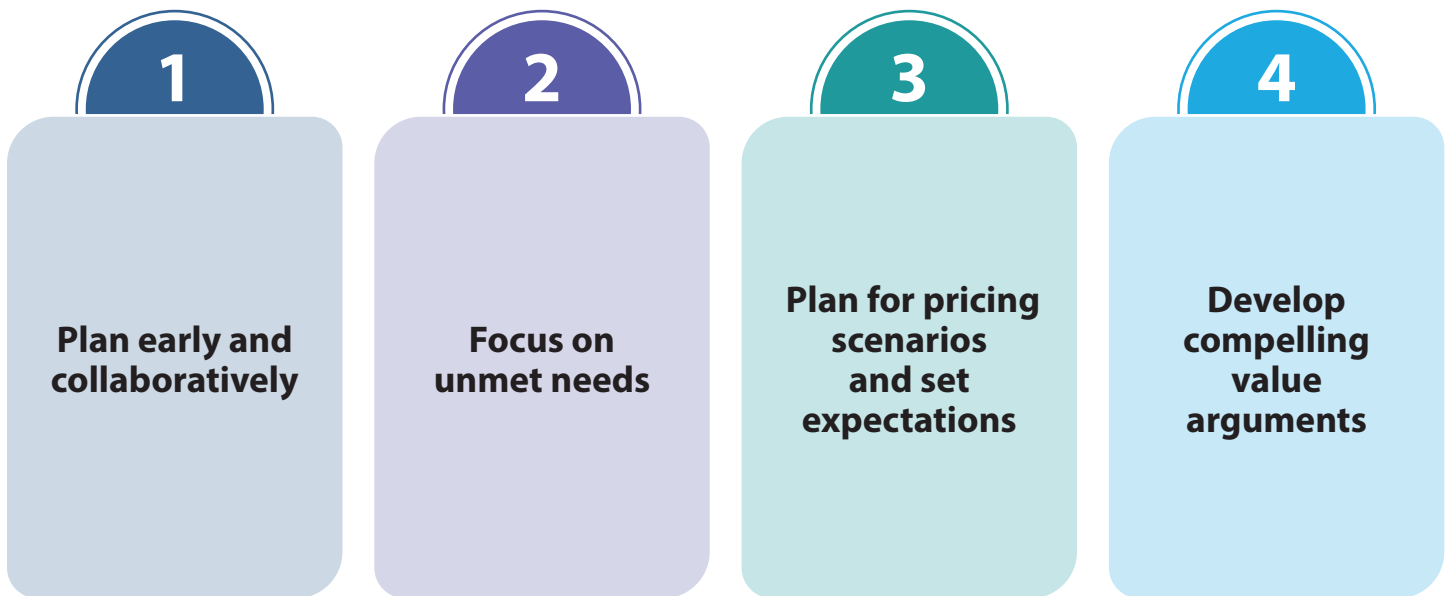 1
Plan early and
collaboratively
2
Focus on
unmet needs
3
Plan for pricing
scenarios
and set
expectations
4
Develop
compelling
value
arguments